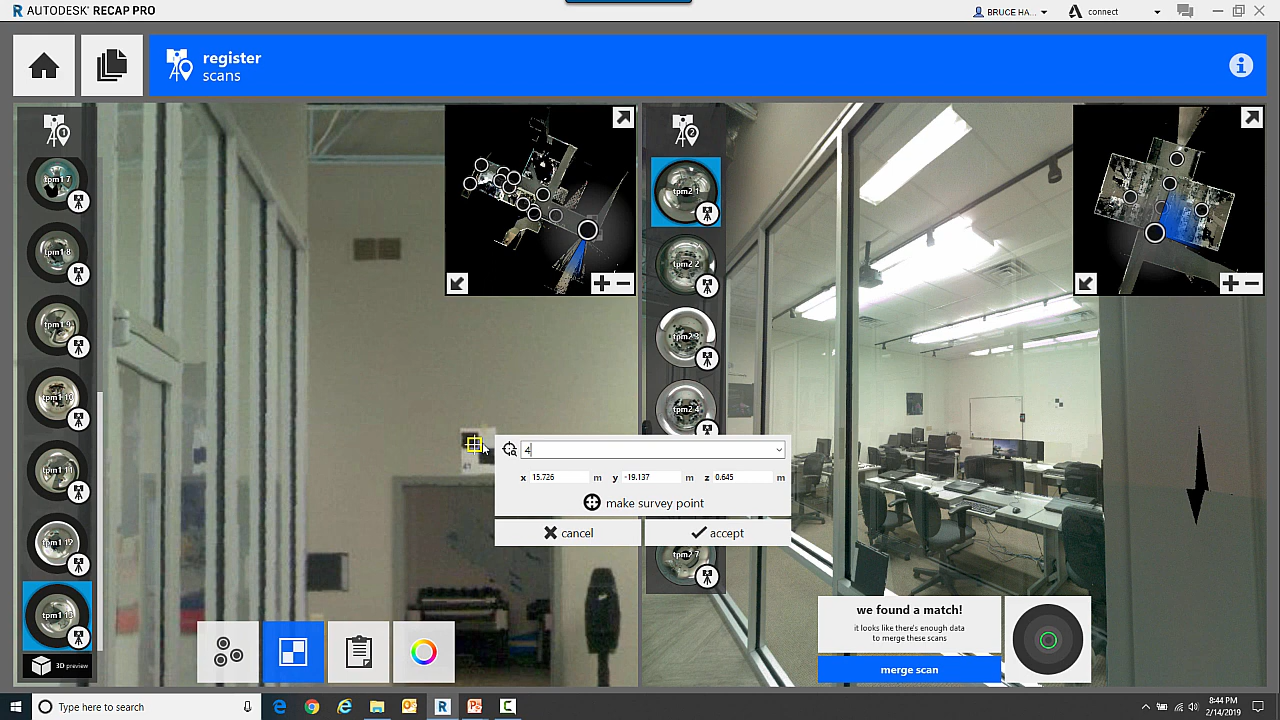 R AUTODESK® RECAP PRO
BRUCE HA...
connect
register
scans
1
2
tpm1 7
tpm1 8
tpm1 9
tpm1 10
tpm1 11
tpm1 12
tpm1 13
3D preview
tpm2 1
tpm2 2
tpm2 3
tpm2 4
tpm2 7
4
x 15.726 m y -19.137 m z 0.645 m
make survey point
cancel
accept
we found a match!
it looks like there's enough data
to merge these scans
merge scan
Type here to search
8:44 PM
2/14/2019